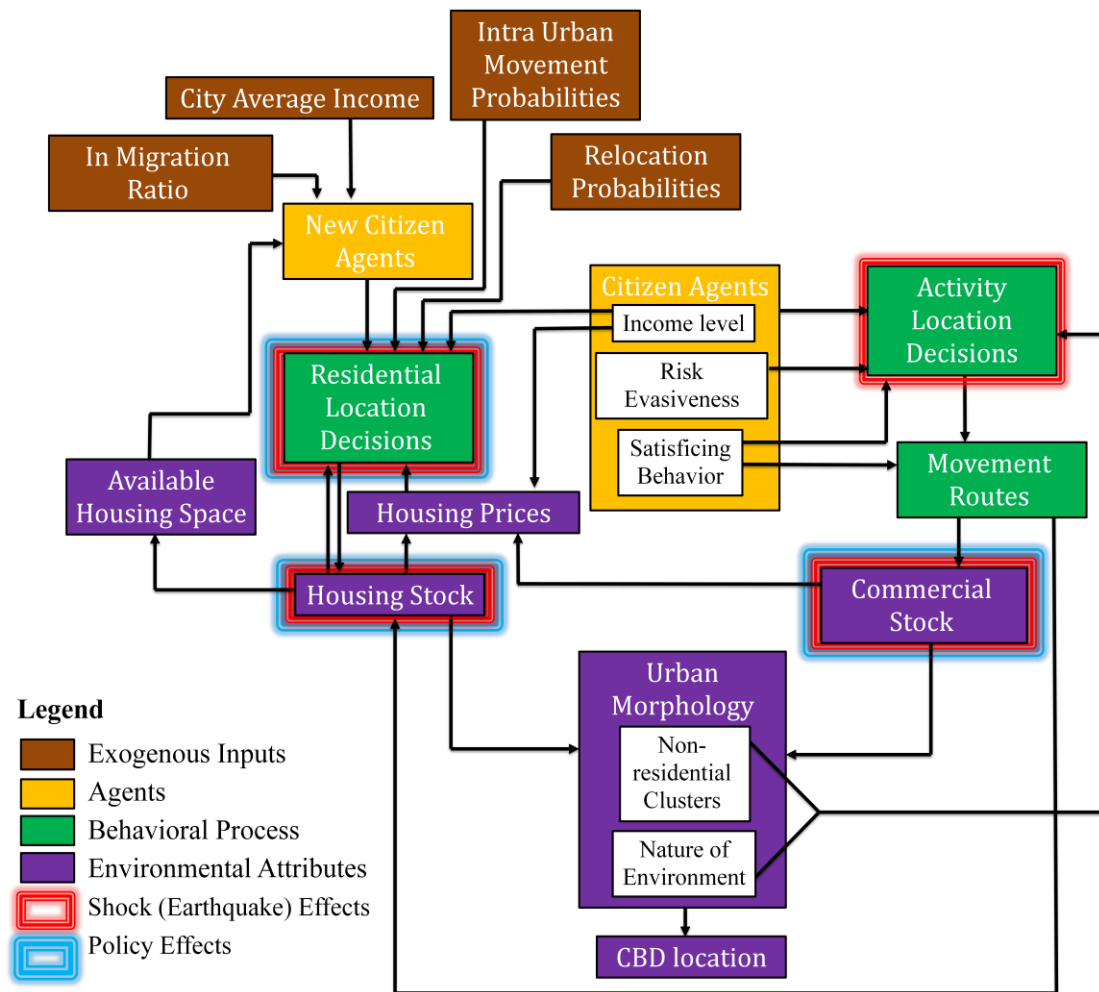 Intra Urban
Movement
Probabilities
City Average Income
In Migration
Ratio
Relocation
Probabilities
New Citizen
Agents
Citizen Agents
Income level
Risk
Evasiveness
Satisficing
Behavior
Activity
Location
Decisions
Residential
Location
Decisions
Movement
Routes
Available
Housing Space
Housing Prices
Housing Stock
Commercial
Stock
Urban
Morphology
Non-
residential
Clusters
Nature of
Environment
CBD location
Legend
Exogenous Inputs
Agents
Behavioral Process
Environmental Attributes
Shock (Earthquake) Effects
Policy Effects